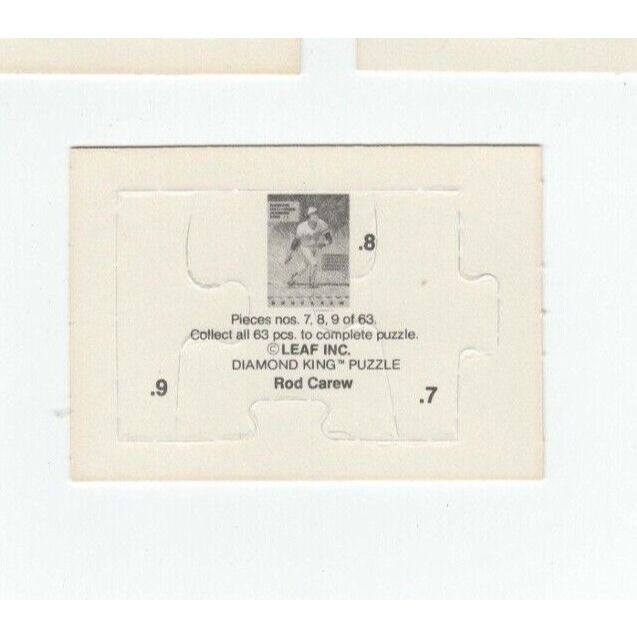 .8
Pieces nos. 7, 8, 9 of 63.
Collect all 63 pcs. to complete puzzle.
© LEAF INC.
DIAMOND KING™ PUZZLE
Rod Carew
.9
.7